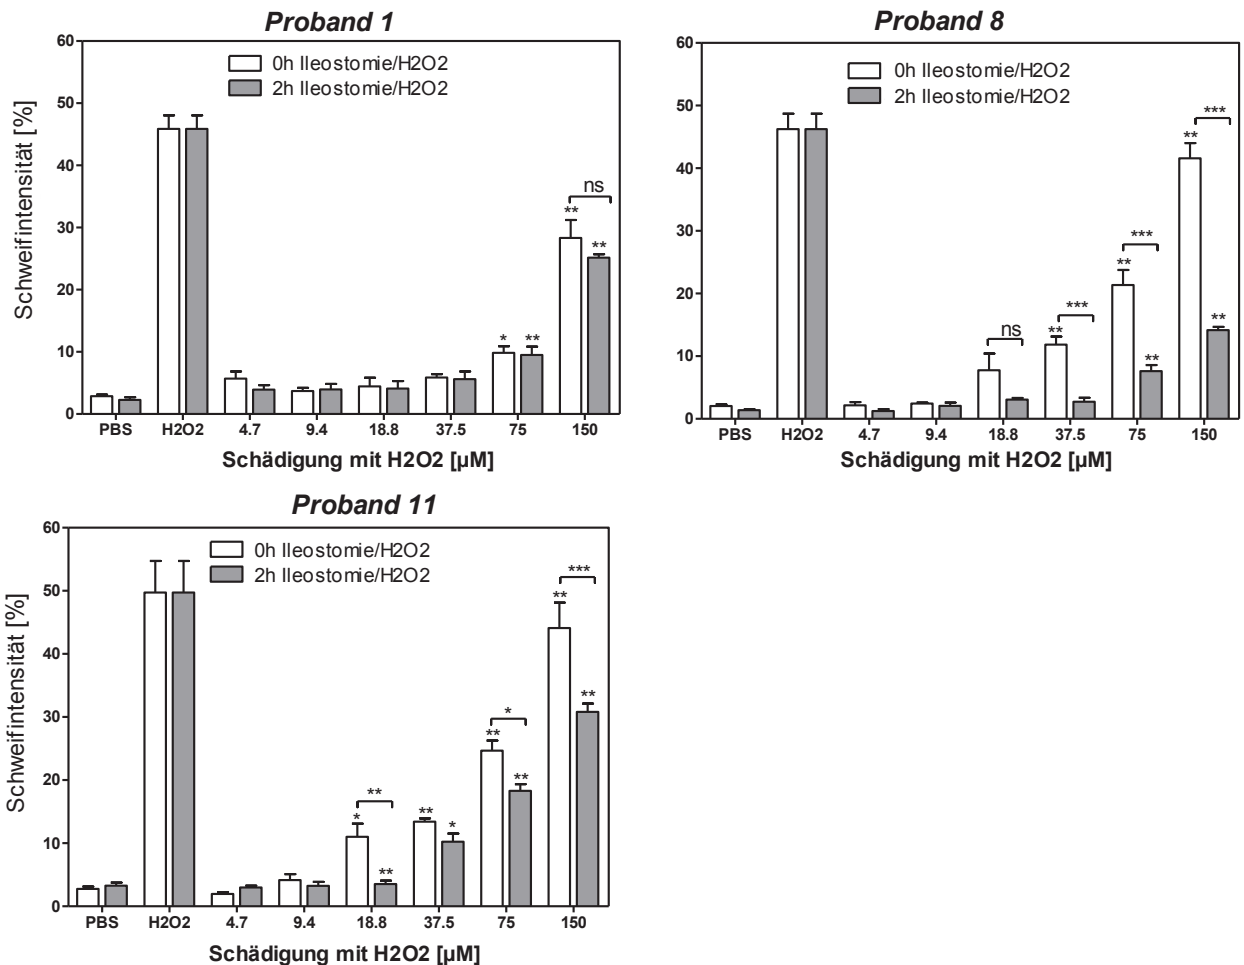 Proband 1
60
50
40
30
20
10
0
Schweifintensität [%]
0h Ileostomie/H2O2
2h Ileostomie/H2O2
* ** ** ns **
PBS H2O2 4.7 9.4 18.8 37.5 75 150
Schädigung mit H2O2 [µM]
Proband 8
60
50
40
30
20
10
0
0h Ileostomie/H2O2
2h Ileostomie/H2O2
ns ** *** ** *** ** ** *** **
PBS H2O2 4.7 9.4 18.8 37.5 75 150
Schädigung mit H2O2 [µM]
Proband 11
60
50
40
30
20
10
0
Schweifintensität [%]
0h Ileostomie/H2O2
2h Ileostomie/H2O2
* ** ** ** * ** * ** ** *** **
PBS H2O2 4.7 9.4 18.8 37.5 75 150
Schädigung mit H2O2 [µM]